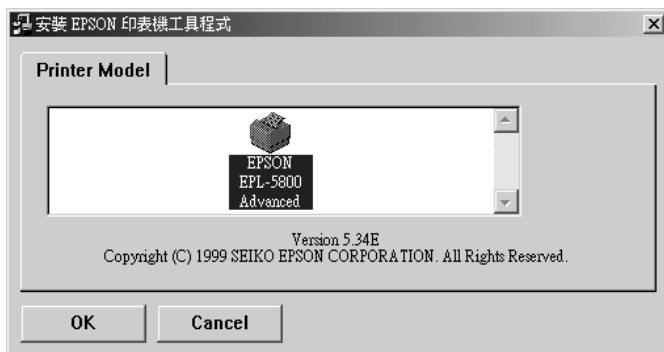 安裝 EPSON 印表機工具程式
Printer Model
EPSON
EPL-5800
Advanced
Version 5.34E
Copyright (C) 1999 SEIKO EPSON CORPORATION. All Rights Reserved.
OK
Cancel